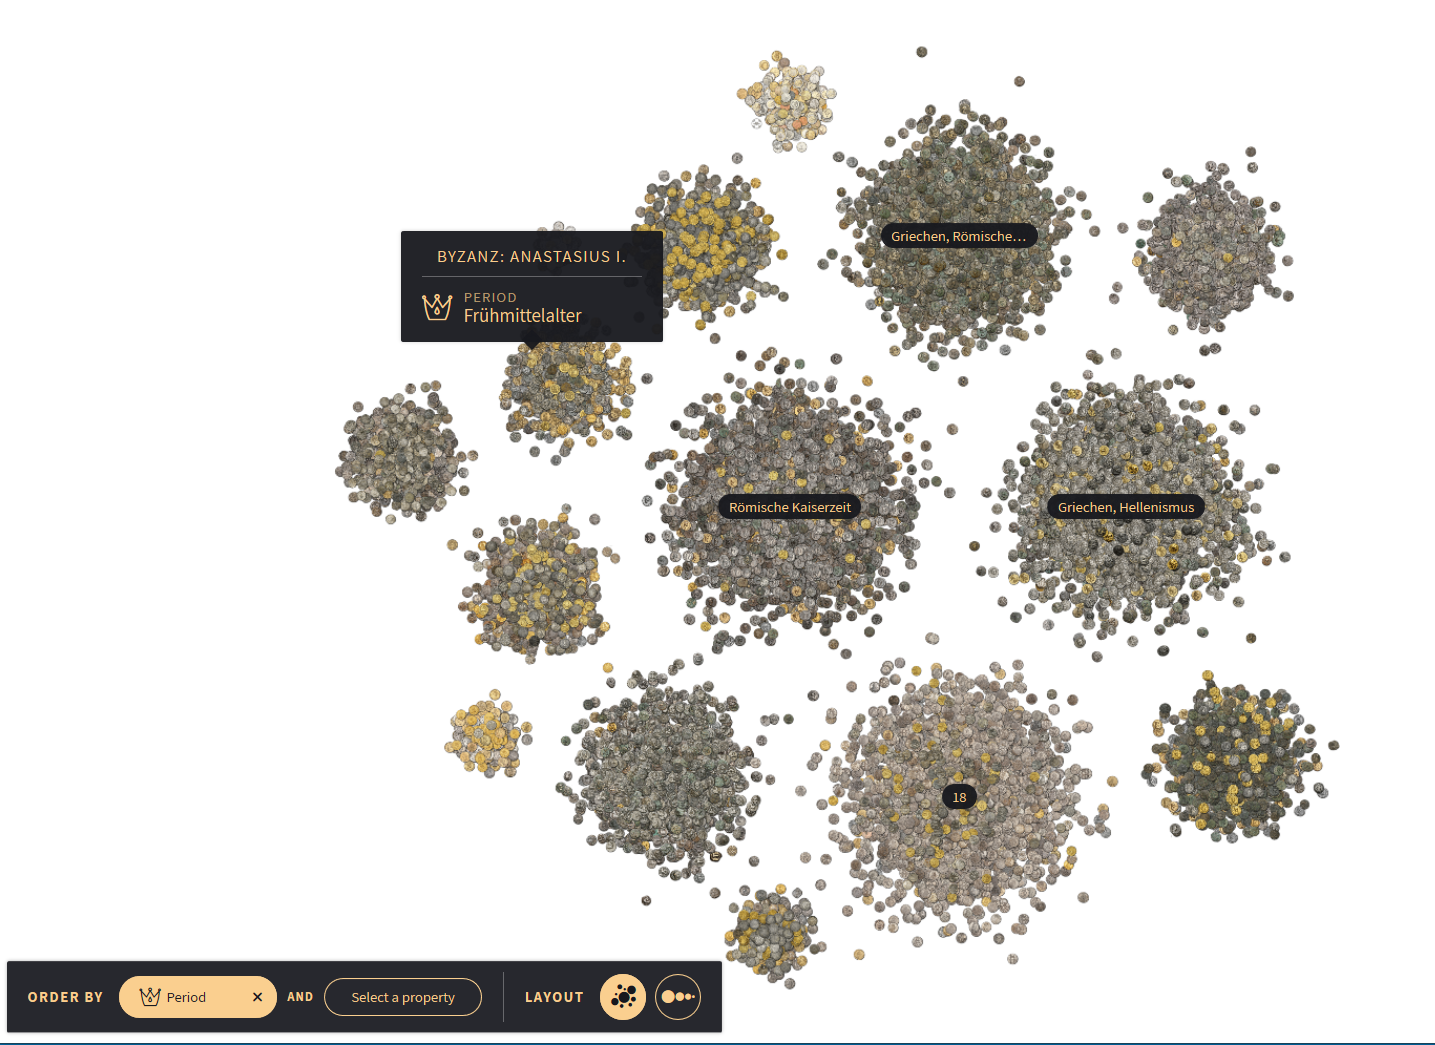 Griechen, Römische...
BYZANZ: ANASTASIUS I.
PERIOD
Frühmittelalter
Römische Kaiserzeit
Griechen, Hellenismus
18
ORDER BY
Period
AND
Select a property
LAYOUT